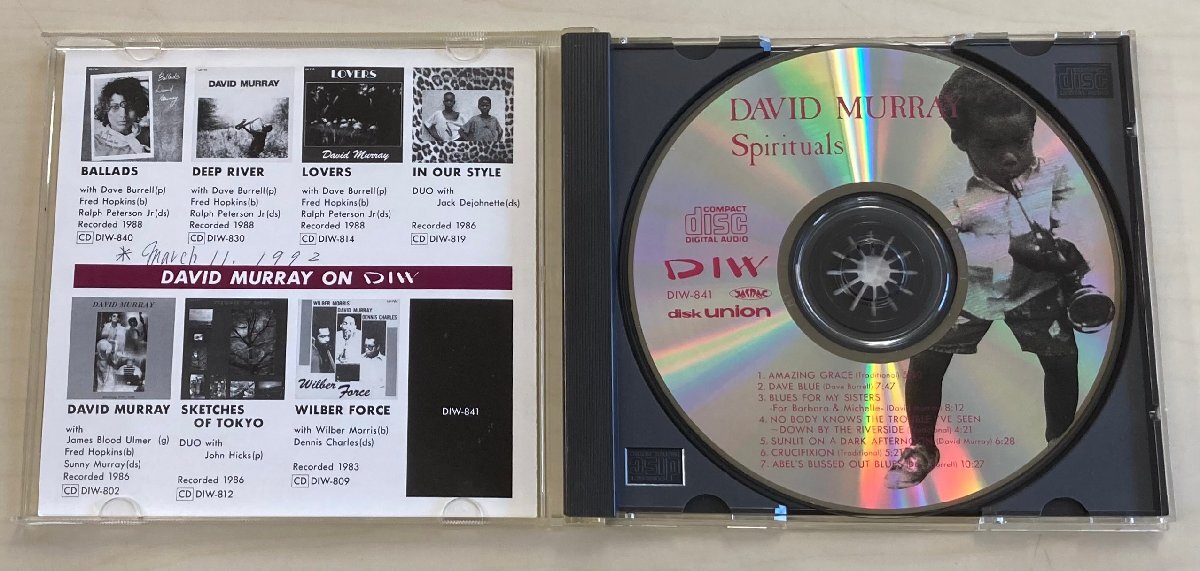 BALLADS
with Dave Burrell(p)
Fred Hopkins(b)
Ralph Peterson Jr(ds)
Recorded 1988
CD DIW-840
DAVID MURRAY
DEEP RIVER
with Dave Burrell(p)
Fred Hopkins(b)
Ralph Peterson Jr(ds)
Recorded 1988
CD DIW-830
LOVERS
David Murray
LOVERS
with Dave Burrell(p)
Fred Hopkins(b)
Ralph Peterson Jr(ds)
Recorded 1988
CD DIW-814
IN OUR STYLE
DUO with
Jack Dejohnette(ds)
Recorded 1986
CD DIW-819
* March 11. 1992
DAVID MURRAY ON DIW
DAVID MURRAY
DAVID MURRAY
with
James Blood Ulmer (g)
Fred Hopkins(b)
Sunny Murray(ds)
Recorded 1986
CD DIW-802
SKETCHES OF TOKYO
SKETCHES
OF TOKYO
DUO with
John Hicks(p)
Recorded 1986
CD DIW-812
WILBER MORRIS
DAVID MURRAY
DENNIS CHARLES
Wilber Force
WILBER FORCE
with Wilber Morris(b)
Dennis Charles(ds)
Recorded 1983
CD DIW-809
DIW-841
DAVID MURRAY
Spirituals
COMPACT
disc
DIGITAL AUDIO
DIW
DIW-841 JASRAC
disk union
1. AMAZING GRACE (Traditional)
2. DAVE BLUE (Dave Burrell) 7:47
3. BLUES FOR MY SISTERS
-For Barbara & Michelle- (David Murray) 8:12
4. NO BODY KNOWS THE TROUBLE I'VE SEEN
~DOWN BY THE RIVERSIDE (Traditional) 4:21
5. SUNLIT ON A DARK AFTERNOON (David Murray) 6:28
6. CRUCIFIXION (Traditional) 5:21
7. ABEL'S BLISSED OUT BLUES (Dave Burrell) 10:27
disc
disc